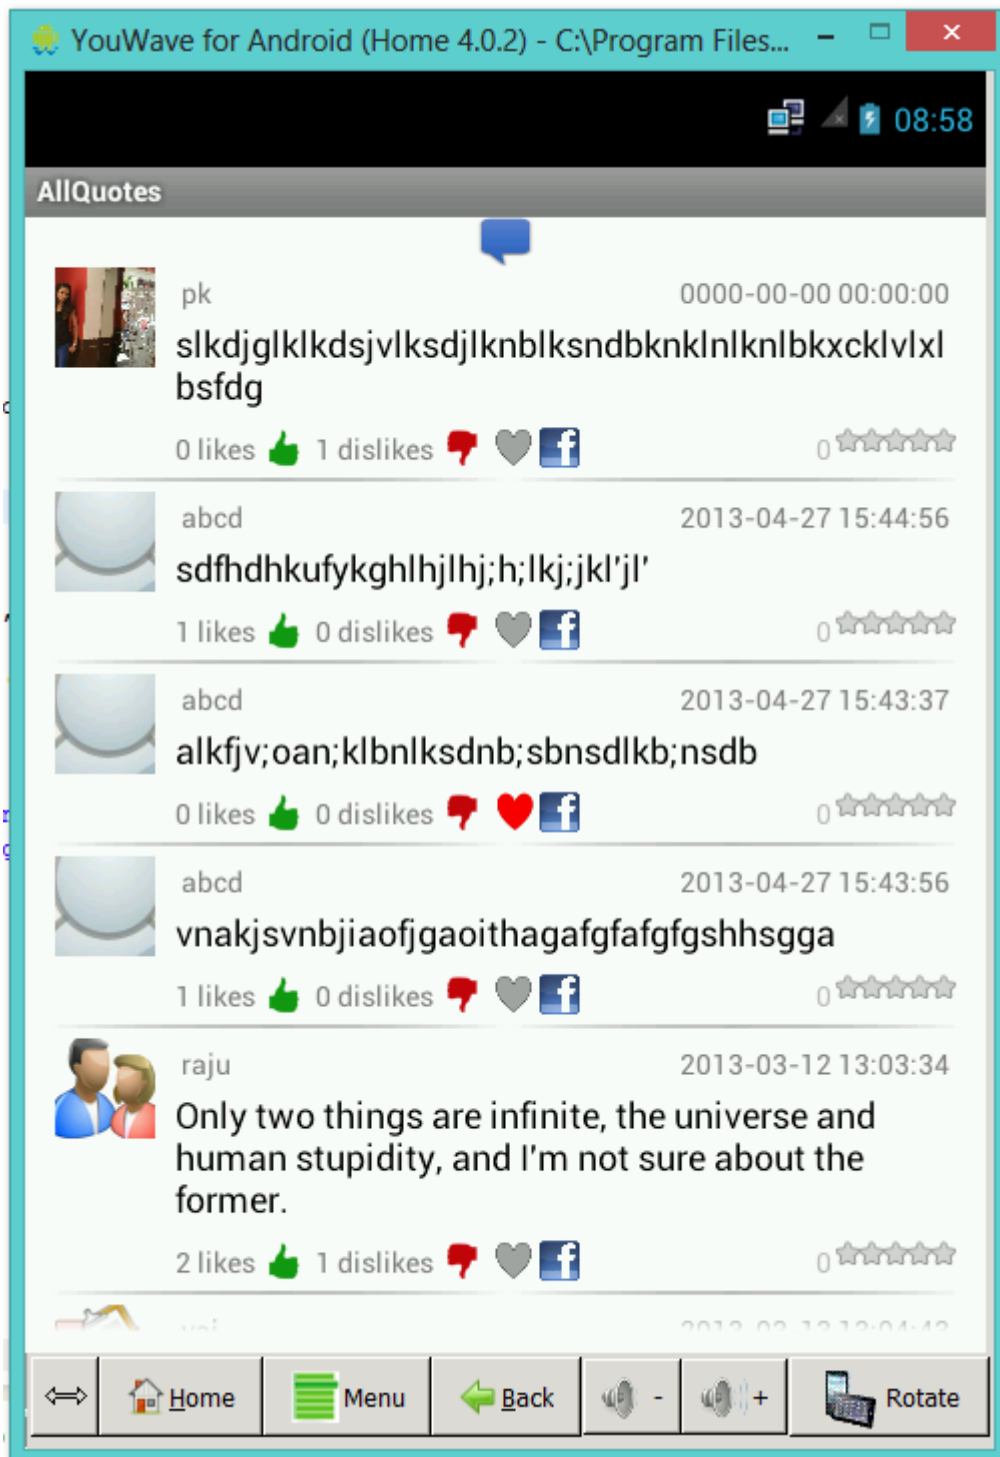 YouWave for Android (Home 4.0.2) - C:\Program Files...
08:58
AllQuotes
pk 0000-00-00 00:00:00
slkdjglklkdsjvlksdjlknblksndbknklnlknlbkxcklvlxl
bsfdg
0 likes 1 dislikes 0
abcd 2013-04-27 15:44:56
sdfhdhkufykghlhjlhj;h;lkj;jkl'jl'
1 likes 0 dislikes 0
abcd 2013-04-27 15:43:37
alkfjv;oan;klbnlksdnb;sbnsdlkb;nsdb
0 likes 0 dislikes 0
abcd 2013-04-27 15:43:56
vnakjsvnbjiaofjgaoithagafgfafgfgshhsgga
1 likes 0 dislikes 0
raju 2013-03-12 13:03:34
Only two things are infinite, the universe and
human stupidity, and I'm not sure about the
former.
2 likes 1 dislikes 0
Home Menu Back - + Rotate